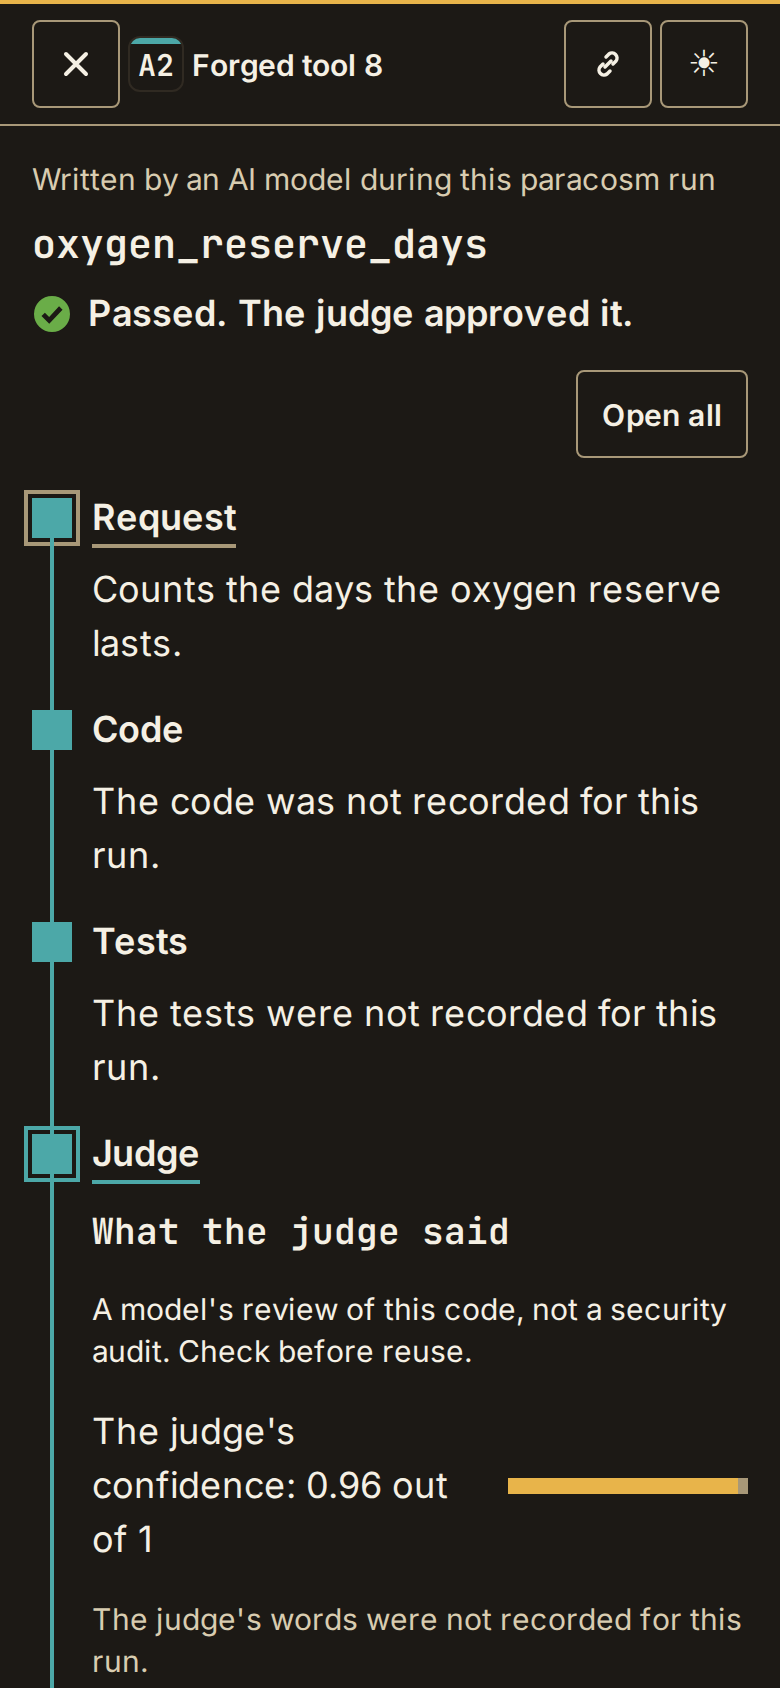 A2 Forged tool 8
Written by an AI model during this paracosm run
oxygen_reserve_days
Passed. The judge approved it.
Open all
Request
Counts the days the oxygen reserve
lasts.
Code
The code was not recorded for this
run.
Tests
The tests were not recorded for this
run.
Judge
What the judge said
A model's review of this code, not a security
audit. Check before reuse.
The judge's
confidence: 0.96 out
of 1
The judge's words were not recorded for this
run.